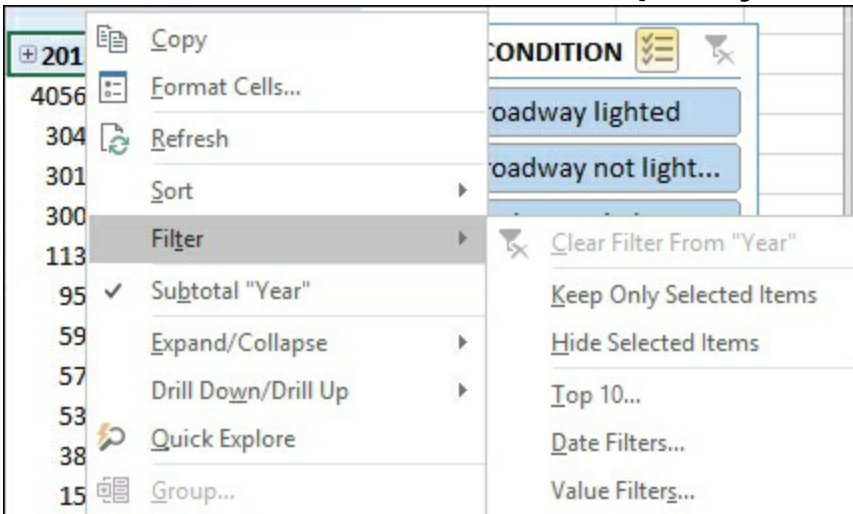 201
4056
304
301
300
113
95
59
57
53
38
15
Copy
Format Cells...
Refresh
Sort
Filter
Subtotal "Year"
Expand/Collapse
Drill Down/Drill Up
Quick Explore
Group...
CONDITION
roadway lighted
roadway not light...
Clear Filter From "Year"
Keep Only Selected Items
Hide Selected Items
Top 10...
Date Filters...
Value Filters...